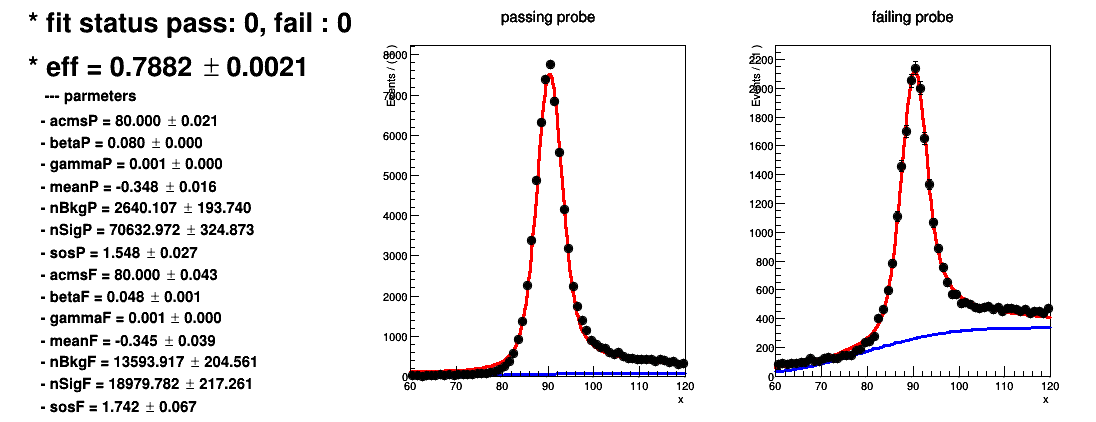 * fit status pass: 0, fail : 0
* eff = 0.7882 ± 0.0021
--- parmeters
- acmsP = 80.000 ± 0.021
- betaP = 0.080 ± 0.000
- gammaP = 0.001 ± 0.000
- meanP = -0.348 ± 0.016
- nBkgP = 2640.107 ± 193.740
- nSigP = 70632.972 ± 324.873
- sosP = 1.548 ± 0.027
- acmsF = 80.000 ± 0.043
- betaF = 0.048 ± 0.001
- gammaF = 0.001 ± 0.000
- meanF = -0.345 ± 0.039
- nBkgF = 13593.917 ± 204.561
- nSigF = 18979.782 ± 217.261
- sosF = 1.742 ± 0.067
passing probe
8000
7000
6000
5000
4000
3000
2000
1000
0
60 70 80 90 100 110 120
x
failing probe
2200
2000
1800
1600
1400
1200
1000
800
600
400
200
0
60 70 80 90 100 110 120
x